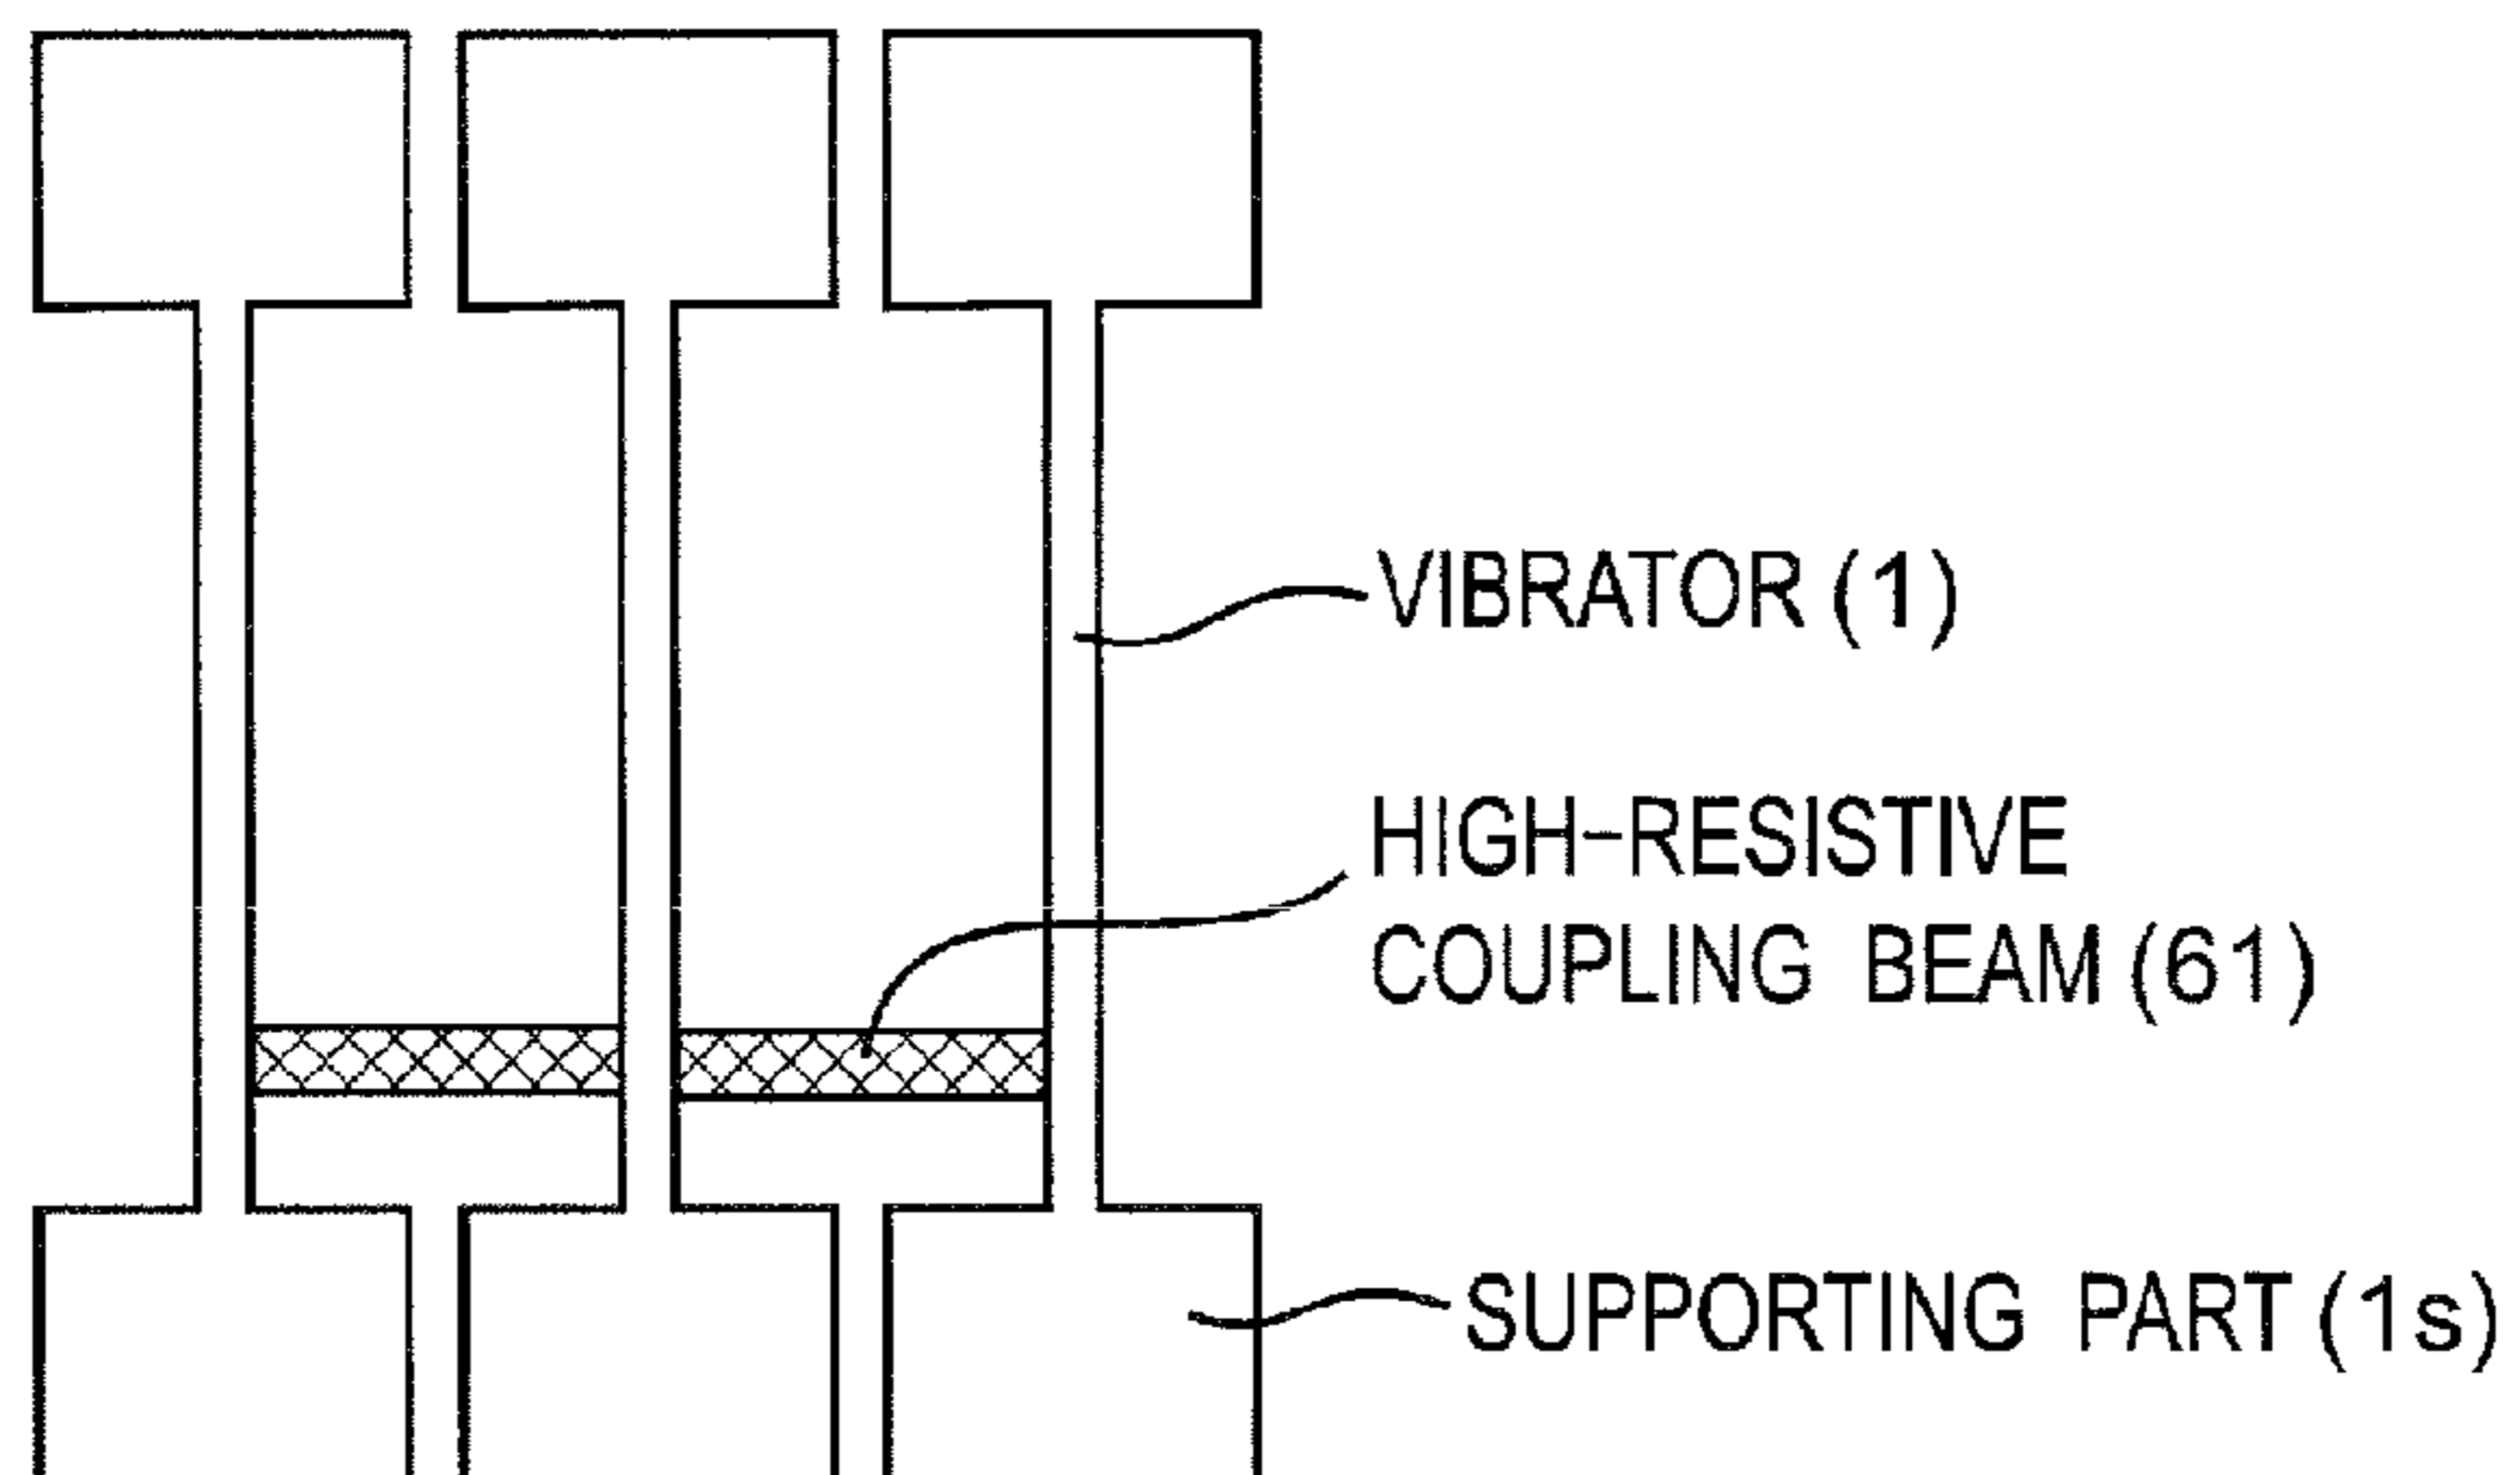 VIBRATOR (1)
HIGH-RESISTIVE
COUPLING BEAM (61)
SUPPORTING PART (1s)